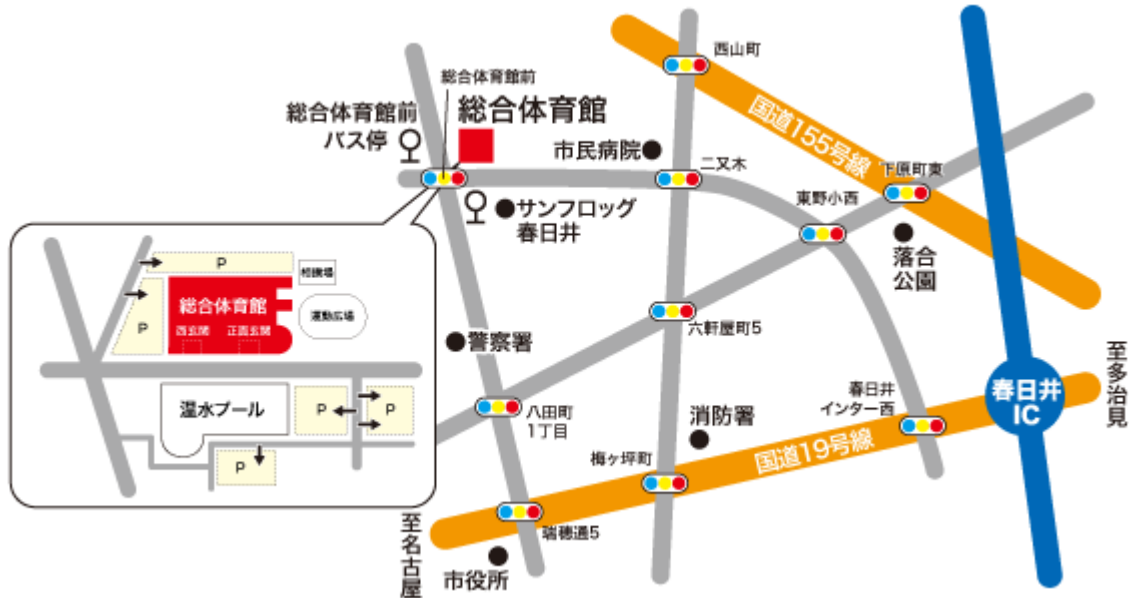 西山町
総合体育館前
総合体育館
総合体育館前
バス停
国道155号線
市民病院
二又木
下原町東
東野小西
サンフロッグ
春日井
落合
公園
P
相撲場
総合体育館
P
西玄関
正面玄関
運動広場
六軒屋町5
警察署
至多治見
春日井
IC
春日井
インター西
温水プール
P
P
八田町
1丁目
消防署
P
国道19号線
梅ヶ坪町
至名古屋
瑞穂通5
市役所